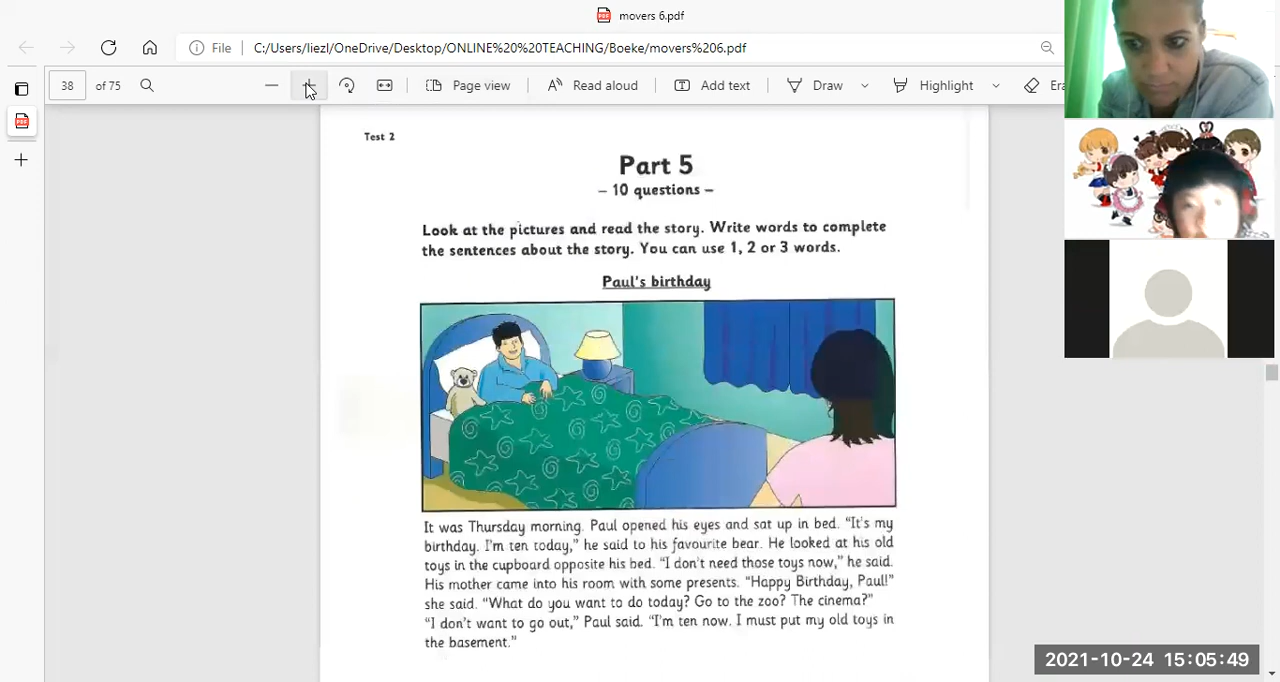 movers 6.pdf
File C:/Users/liezl/OneDrive/Desktop/ONLINE%20%20TEACHING/Boeke/movers%206.pdf
38 of 75 Page view Read aloud Add text Draw Highlight
Test 2
Part 5
– 10 questions –
Look at the pictures and read the story. Write words to complete
the sentences about the story. You can use 1, 2 or 3 words.
Paul's birthday
It was Thursday morning. Paul opened his eyes and sat up in bed. “It's my
birthday. I'm ten today,” he said to his favourite bear. He looked at his old
toys in the cupboard opposite his bed. “I don't need those toys now,” he said.
His mother came into his room with some presents. “Happy Birthday, Paul!”
she said. “What do you want to do today? Go to the zoo? The cinema?”
“I don't want to go out,” Paul said. “I'm ten now. I must put my old toys in
the basement.”
2021-10-24 15:05:49